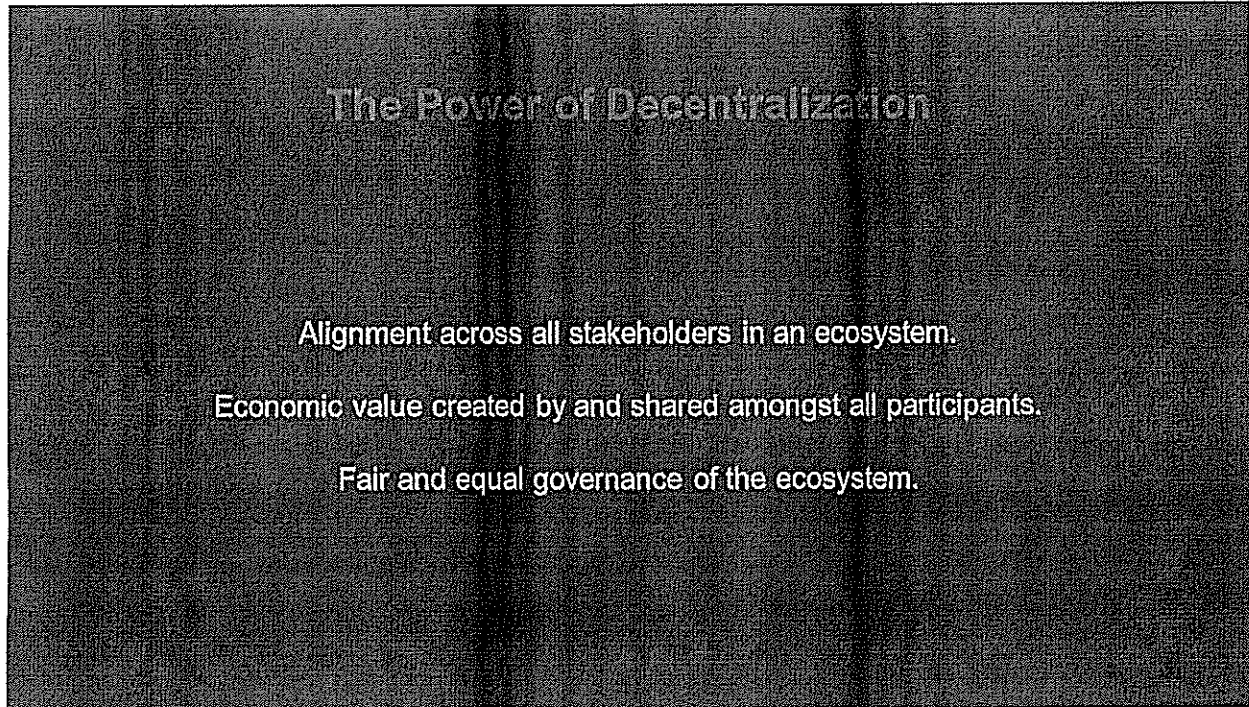 The Power of Decentralization
Alignment across all stakeholders in an ecosystem.
Economic value created by and shared amongst all participants.
Fair and equal governance of the ecosystem.